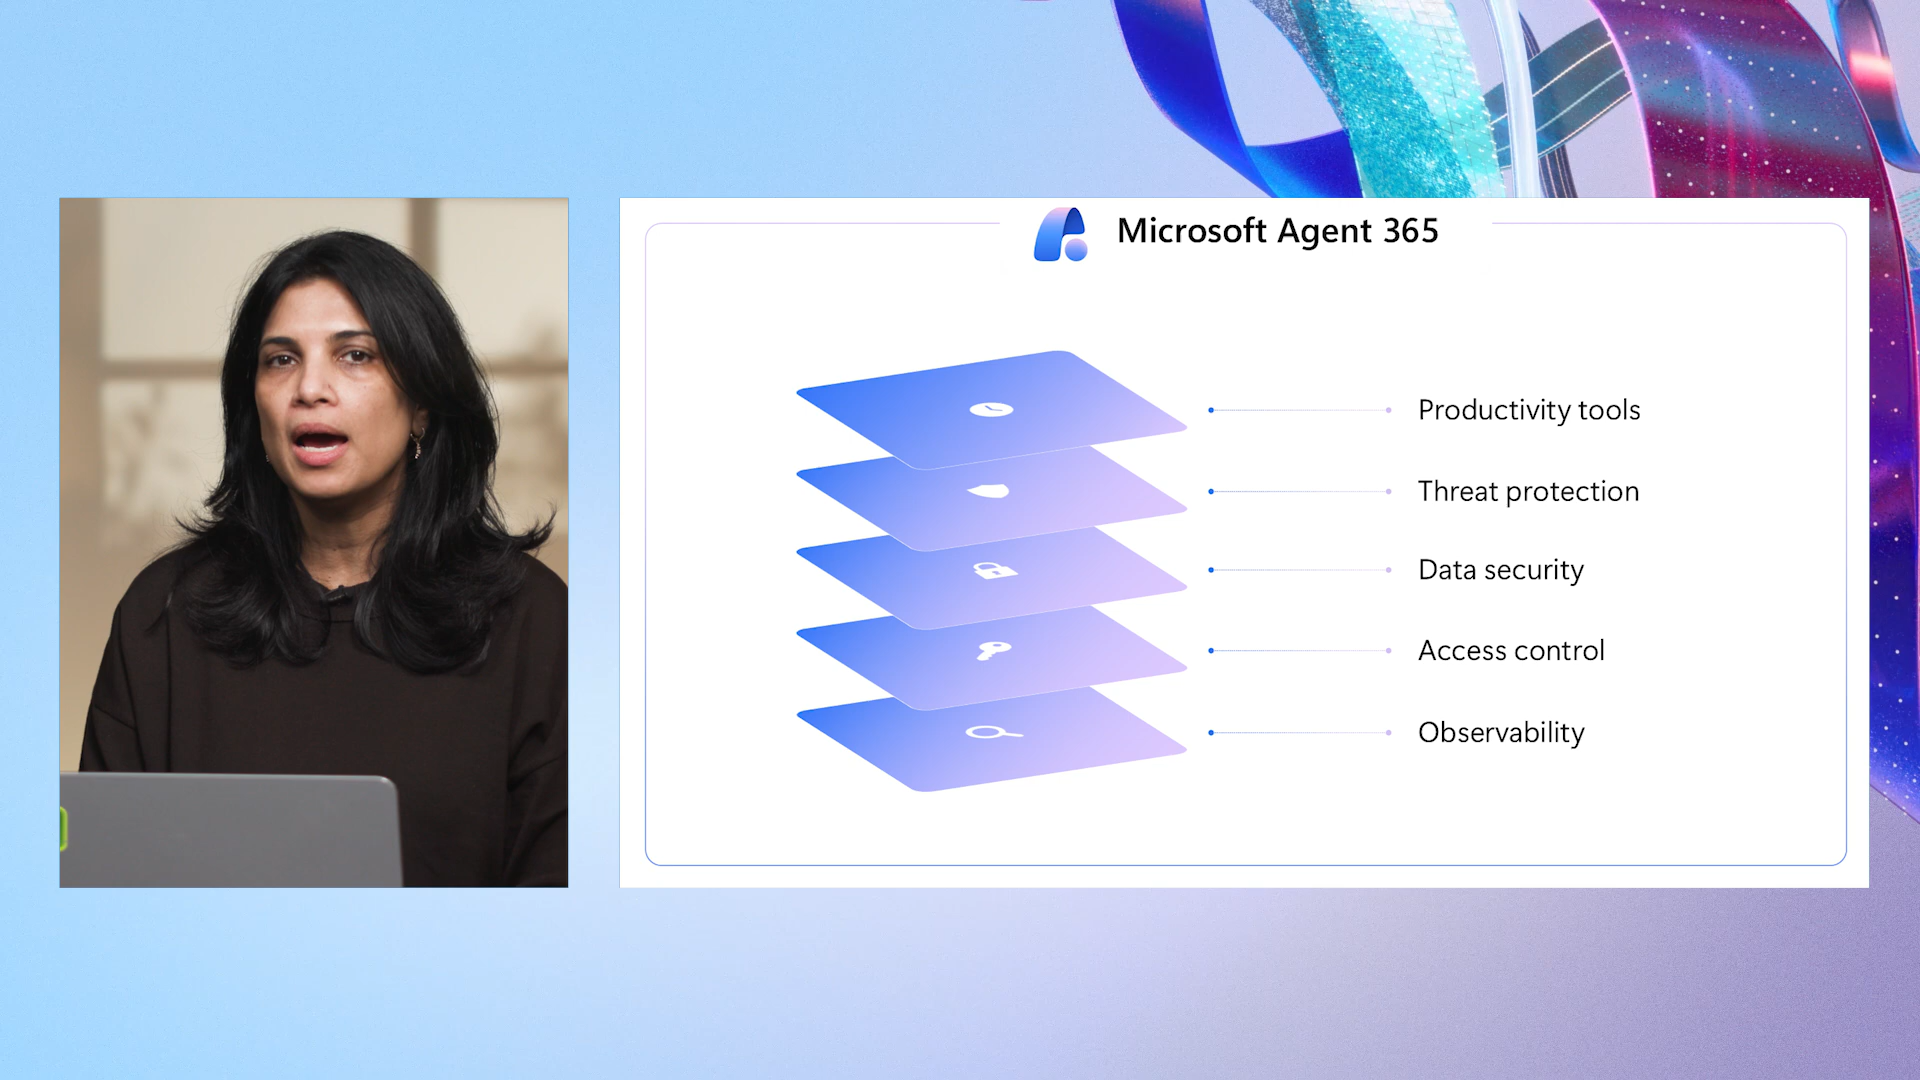 Microsoft Agent 365
Productivity tools
Threat protection
Data security
Access control
Observability